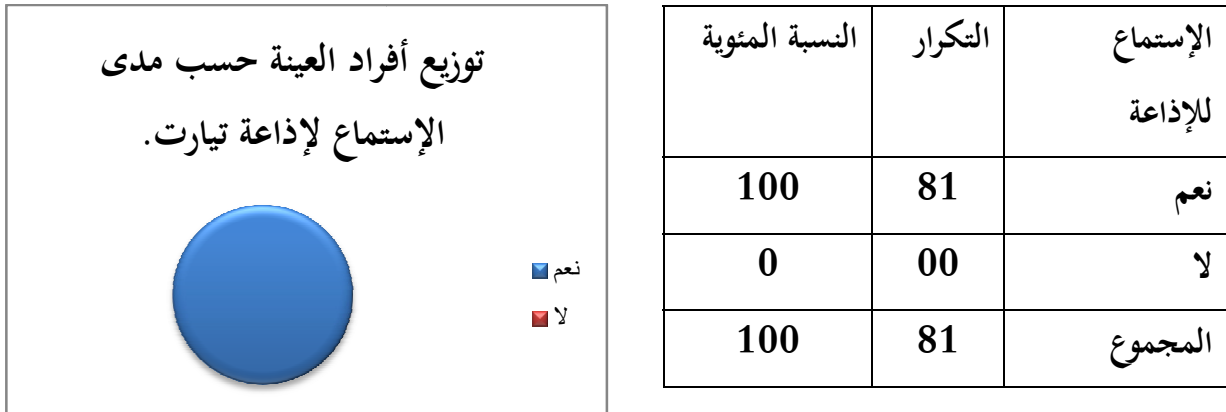 الإستماع للإذاعة | التكرار | النسبة المئوية
نعم | 81 | 100
لا | 00 | 0
المجموع | 81 | 100
توزيع أفراد العينة حسب مدى
الإستماع لإذاعة تيارت.
نعم
لا